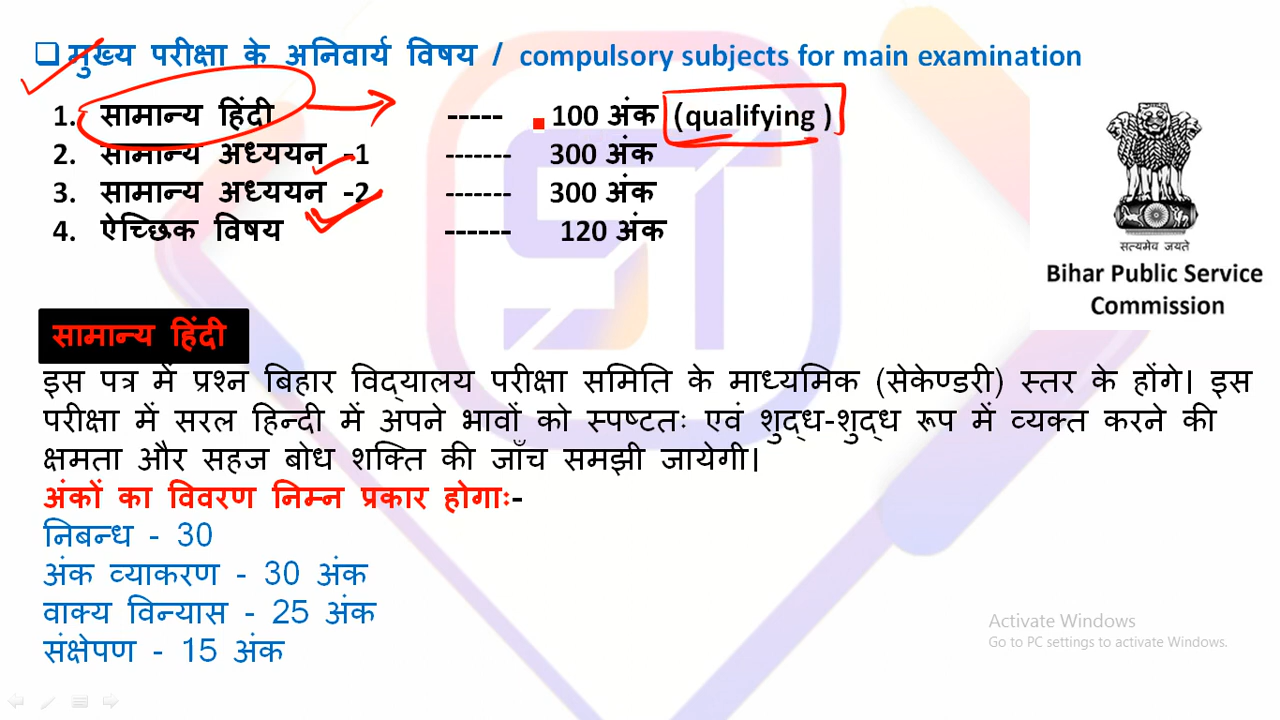 ❑ मुख्य परीक्षा के अनिवार्य विषय / compulsory subjects for main examination
1. सामान्य हिंदी ----- 100 अंक (qualifying )
2. सामान्य अध्ययन -1 ------- 300 अंक
3. सामान्य अध्ययन -2 ------- 300 अंक
4. ऐच्छिक विषय ------ 120 अंक
सत्यमेव जयते
Bihar Public Service
Commission
सामान्य हिंदी
इस पत्र में प्रश्न बिहार विद्यालय परीक्षा समिति के माध्यमिक (सेकेण्डरी) स्तर के होंगे। इस
परीक्षा में सरल हिन्दी में अपने भावों को स्पष्टतः एवं शुद्ध-शुद्ध रूप में व्यक्त करने की
क्षमता और सहज बोध शक्ति की जाँच समझी जायेगी।
अंकों का विवरण निम्न प्रकार होगाः-
निबन्ध - 30
अंक व्याकरण - 30 अंक
वाक्य विन्यास - 25 अंक
संक्षेपण - 15 अंक
Activate Windows
Go to PC settings to activate Windows.